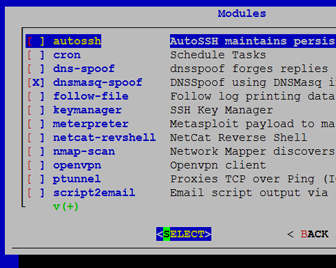 Modules
[ ] autossh AutoSSH maintains persis
[ ] cron Schedule Tasks
[ ] dns-spoof dnsspoof forges replies
[X] dnsmasq-spoof DNSSpoof using DNSMasq i
[ ] follow-file Follow log printing data
[ ] keymanager SSH Key Manager
[ ] meterpreter Metasploit payload to ma
[ ] netcat-revshell NetCat Reverse Shell
[ ] nmap-scan Network Mapper discovers
[ ] openvpn Openvpn client
[ ] ptunnel Proxies TCP over Ping (I
[ ] script2email Email script output via
v(+)
<SELECT> < BACK